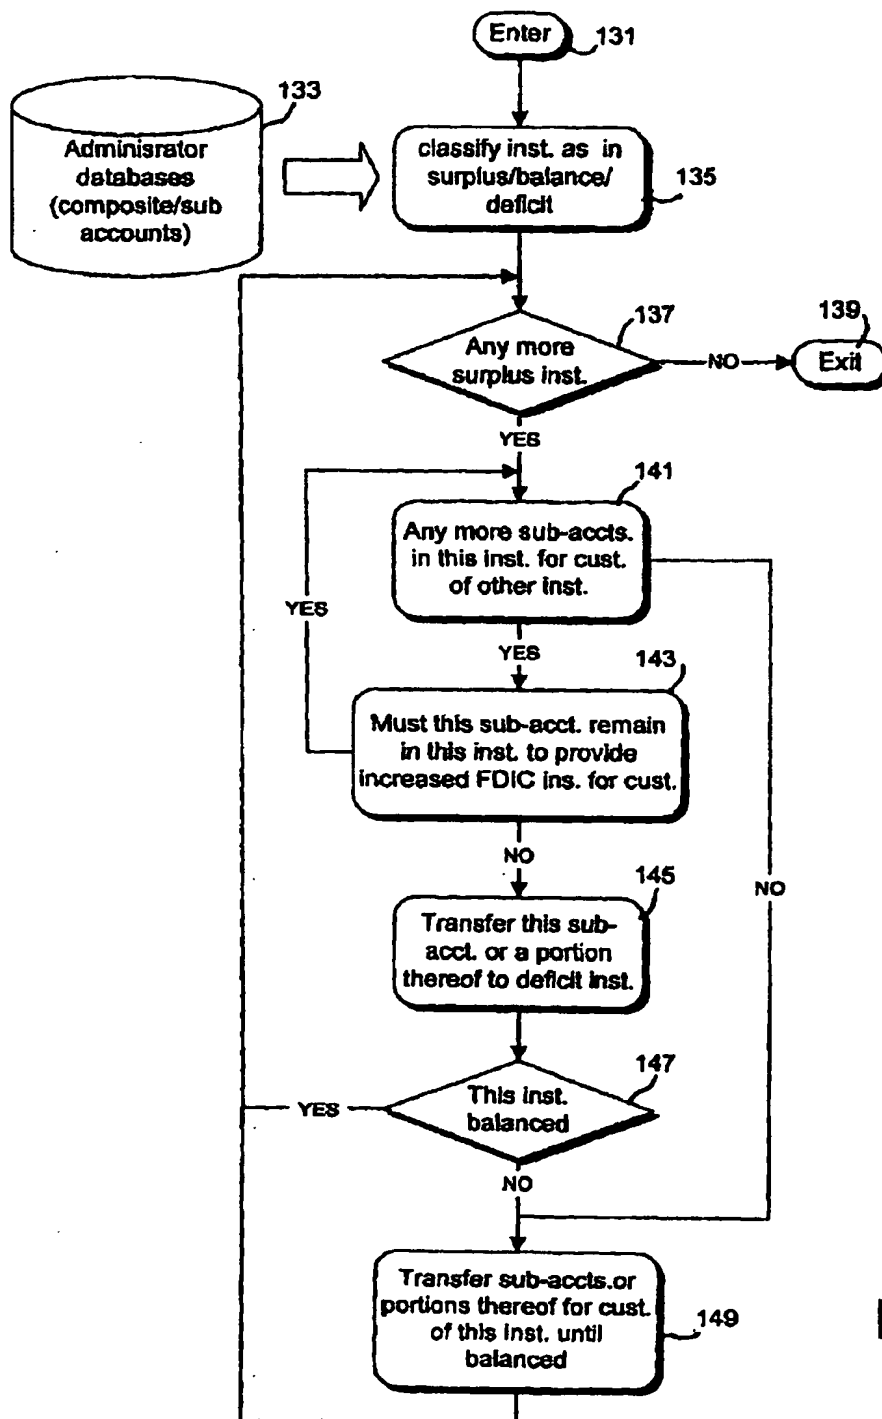 Enter
131
133
Adminisrator
databases
(composite/sub
accounts)
classify inst. as in
surplus/balance/
deficit
135
137
Any more
surplus inst.
NO
139
Exit
YES
141
Any more sub-accts.
in this inst. for cust.
of other inst.
YES
YES
143
Must this sub-acct. remain
in this inst. to provide
increased FDIC ins. for cust.
NO
145
Transfer this sub-
acct. or a portion
thereof to deficit inst.
NO
147
This inst.
balanced
YES
NO
Transfer sub-accts.or
portions thereof for cust.
of this inst. until
balanced
149